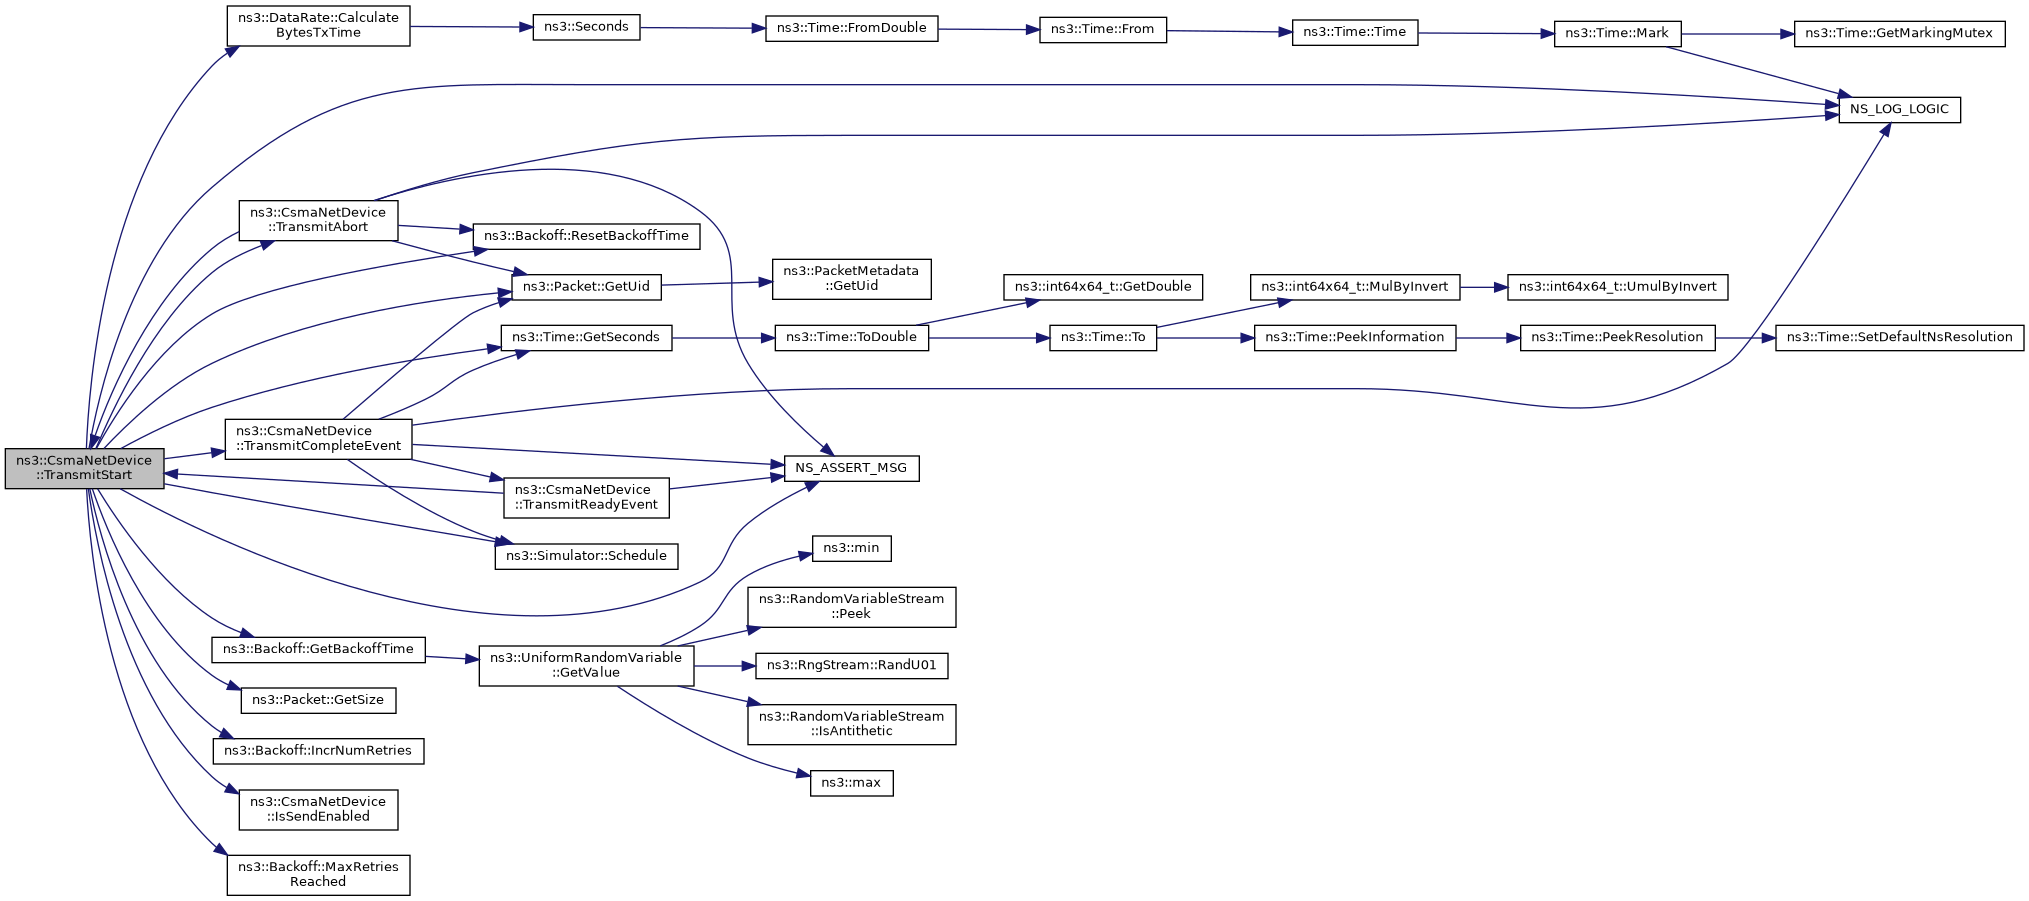 ns3::DataRate::Calculate
BytesTxTime
ns3::Seconds
ns3::Time::FromDouble
ns3::Time::From
ns3::Time::Time
ns3::Time::Mark
ns3::Time::GetMarkingMutex
NS_LOG_LOGIC
ns3::CsmaNetDevice
::TransmitAbort
ns3::Backoff::ResetBackoffTime
ns3::Packet::GetUid
ns3::PacketMetadata
::GetUid
ns3::int64x64_t::GetDouble
ns3::int64x64_t::MulByInvert
ns3::int64x64_t::UmulByInvert
ns3::Time::GetSeconds
ns3::Time::ToDouble
ns3::Time::To
ns3::Time::PeekInformation
ns3::Time::PeekResolution
ns3::Time::SetDefaultNsResolution
ns3::CsmaNetDevice
::TransmitStart
ns3::CsmaNetDevice
::TransmitCompleteEvent
NS_ASSERT_MSG
ns3::CsmaNetDevice
::TransmitReadyEvent
ns3::Simulator::Schedule
ns3::min
ns3::RandomVariableStream
::Peek
ns3::Backoff::GetBackoffTime
ns3::UniformRandomVariable
::GetValue
ns3::RngStream::RandU01
ns3::Packet::GetSize
ns3::RandomVariableStream
::IsAntithetic
ns3::Backoff::IncrNumRetries
ns3::max
ns3::CsmaNetDevice
::IsSendEnabled
ns3::Backoff::MaxRetries
Reached